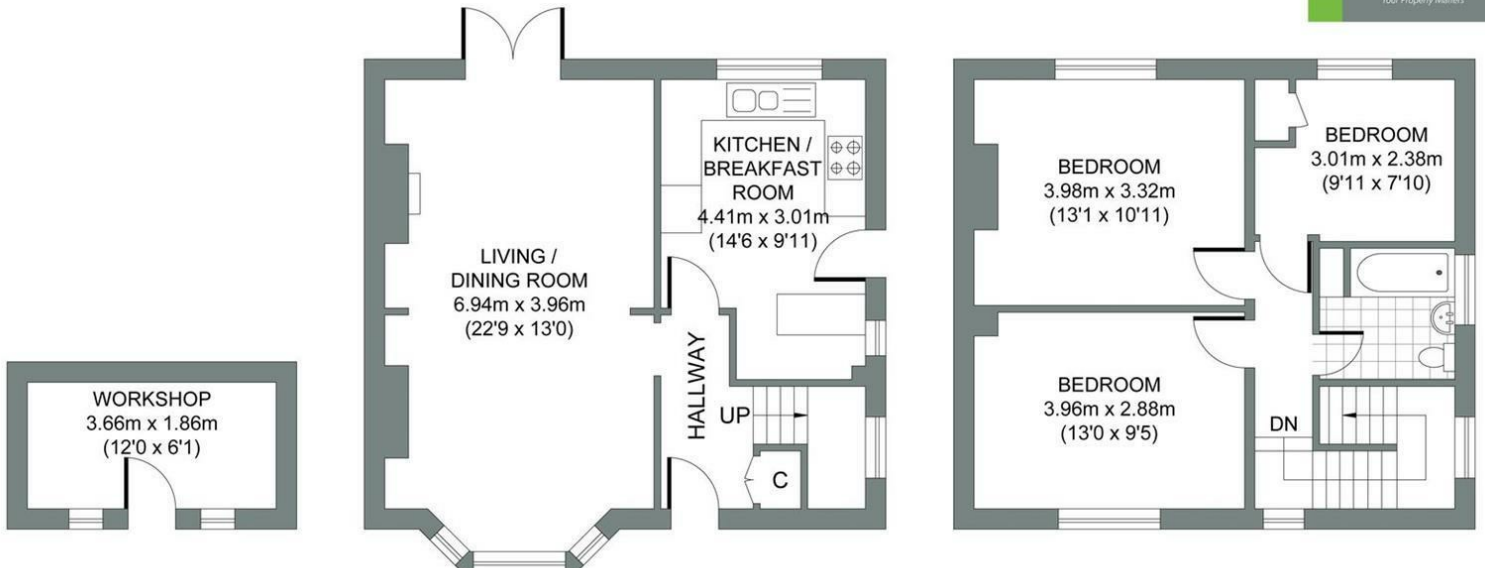 Your Property Matters
WORKSHOP
3.66m x 1.86m
(12'0 x 6'1)
LIVING /
DINING ROOM
6.94m x 3.96m
(22'9 x 13'0)
KITCHEN /
BREAKFAST
ROOM
4.41m x 3.01m
(14'6 x 9'11)
HALLWAY
UP
C
BEDROOM
3.98m x 3.32m
(13'1 x 10'11)
BEDROOM
3.01m x 2.38m
(9'11 x 7'10)
BEDROOM
3.96m x 2.88m
(13'0 x 9'5)
DN